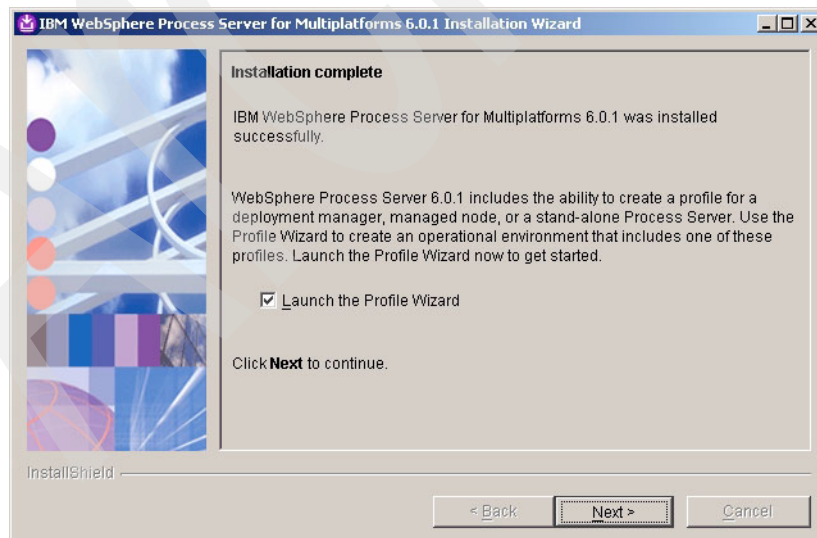 IBM WebSphere Process Server for Multiplatforms 6.0.1 Installation Wizard
Installation complete
IBM WebSphere Process Server for Multiplatforms 6.0.1 was installed
successfully.
WebSphere Process Server 6.0.1 includes the ability to create a profile for a
deployment manager, managed node, or a stand-alone Process Server. Use the
Profile Wizard to create an operational environment that includes one of these
profiles. Launch the Profile Wizard now to get started.
Launch the Profile Wizard
Click Next to continue.
InstallShield
< Back Next > Cancel